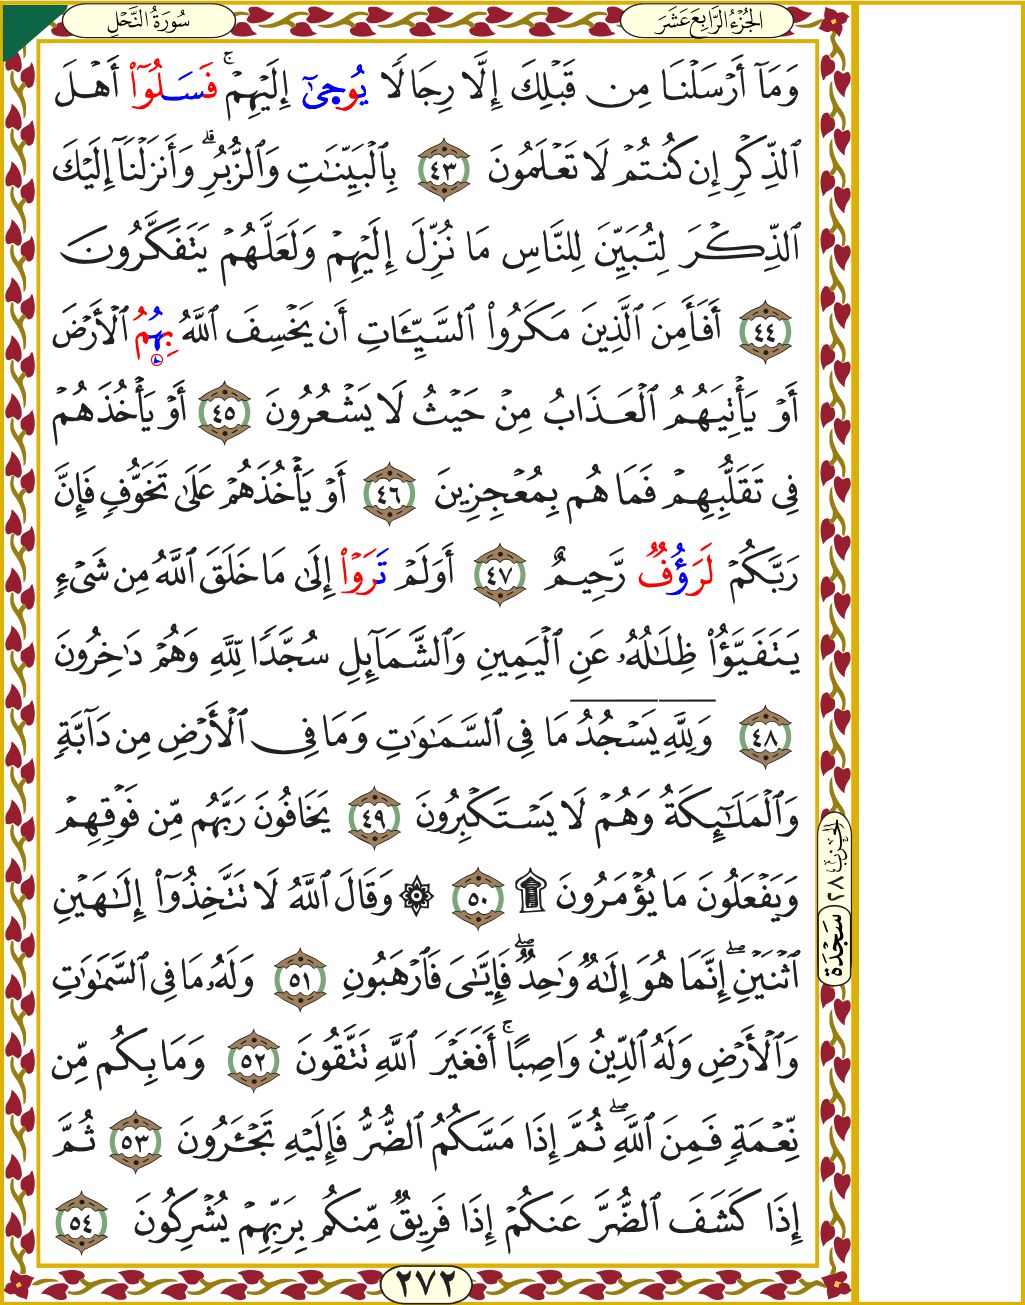 سُورَةُ النَّحْلِ
الجُزْءُ الرَّابِعَ عَشَرَ
وَمَآ أَرْسَلْنَا مِن قَبْلِكَ إِلَّا رِجَالًا يُوحَىٰٓ إِلَيْهِمْۚ فَسَلُوٓاْ أَهْلَ
ٱلذِّكْرِ إِن كُنتُمْ لَا تَعْلَمُونَ ٤٣ بِٱلْبَيِّنَٰتِ وَٱلزُّبُرِۗ وَأَنزَلْنَآ إِلَيْكَ
ٱلذِّكْرَ لِتُبَيِّنَ لِلنَّاسِ مَا نُزِّلَ إِلَيْهِمْ وَلَعَلَّهُمْ يَتَفَكَّرُونَ
٤٤ أَفَأَمِنَ ٱلَّذِينَ مَكَرُواْ ٱلسَّيِّـَٔاتِ أَن يَخْسِفَ ٱللَّهُ بِهُمُ ٱلْأَرْضَ
أَوْ يَأْتِيَهُمُ ٱلْعَذَابُ مِنْ حَيْثُ لَا يَشْعُرُونَ ٤٥ أَوْ يَأْخُذَهُمْ
فِى تَقَلُّبِهِمْ فَمَا هُم بِمُعْجِزِينَ ٤٦ أَوْ يَأْخُذَهُمْ عَلَىٰ تَخَوُّفٍ فَإِنَّ
رَبَّكُمْ لَرَؤُفٌ رَّحِيمٌ ٤٧ أَوَلَمْ تَرَوْاْ إِلَىٰ مَا خَلَقَ ٱللَّهُ مِن شَىْءٍ
يَتَفَيَّؤُاْ ظِلَٰلُهُۥ عَنِ ٱلْيَمِينِ وَٱلشَّمَآئِلِ سُجَّدًا لِّلَّهِ وَهُمْ دَٰخِرُونَ
٤٨ وَلِلَّهِ يَسْجُدُ مَا فِى ٱلسَّمَٰوَٰتِ وَمَا فِى ٱلْأَرْضِ مِن دَآبَّةٍ
وَٱلْمَلَٰٓئِكَةُ وَهُمْ لَا يَسْتَكْبِرُونَ ٤٩ يَخَافُونَ رَبَّهُم مِّن فَوْقِهِمْ
وَيَفْعَلُونَ مَا يُؤْمَرُونَ ۩ ٥٠ ۞ وَقَالَ ٱللَّهُ لَا تَتَّخِذُوٓاْ إِلَٰهَيْنِ
ٱثْنَيْنِۖ إِنَّمَا هُوَ إِلَٰهٌ وَٰحِدٌۖ فَإِيَّٰىَ فَٱرْهَبُونِ ٥١ وَلَهُۥ مَا فِى ٱلسَّمَٰوَٰتِ
وَٱلْأَرْضِ وَلَهُ ٱلدِّينُ وَاصِبًاۚ أَفَغَيْرَ ٱللَّهِ تَتَّقُونَ ٥٢ وَمَا بِكُم مِّن
نِّعْمَةٍ فَمِنَ ٱللَّهِۖ ثُمَّ إِذَا مَسَّكُمُ ٱلضُّرُّ فَإِلَيْهِ تَجْـَٔرُونَ ٥٣ ثُمَّ
إِذَا كَشَفَ ٱلضُّرَّ عَنكُمْ إِذَا فَرِيقٌ مِّنكُم بِرَبِّهِمْ يُشْرِكُونَ ٥٤
الحِزْبُ ٢٨
سَجْدَة
٢٧٢